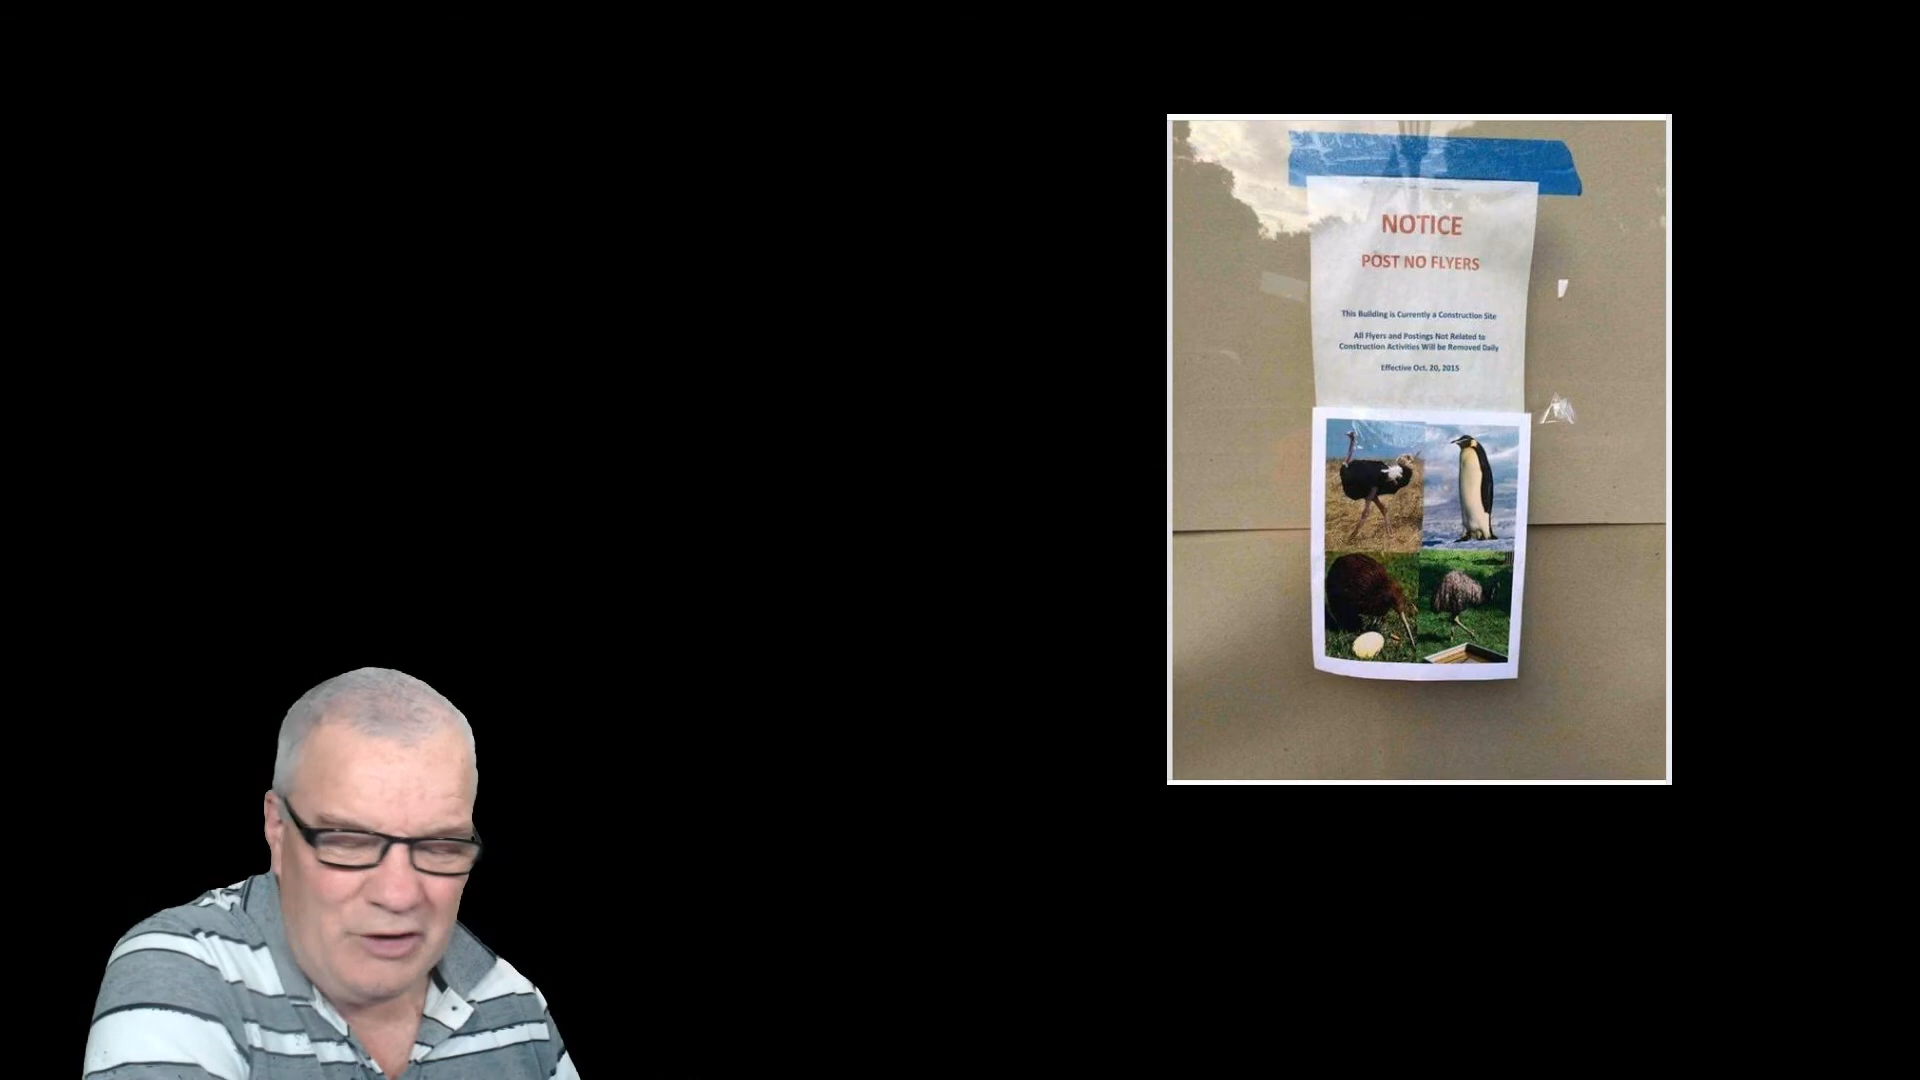 NOTICE
POST NO FLYERS
This Building is Currently a Construction Site
All Flyers and Postings Not Related to
Construction Activities Will be Removed Daily
Effective Oct. 20, 2015